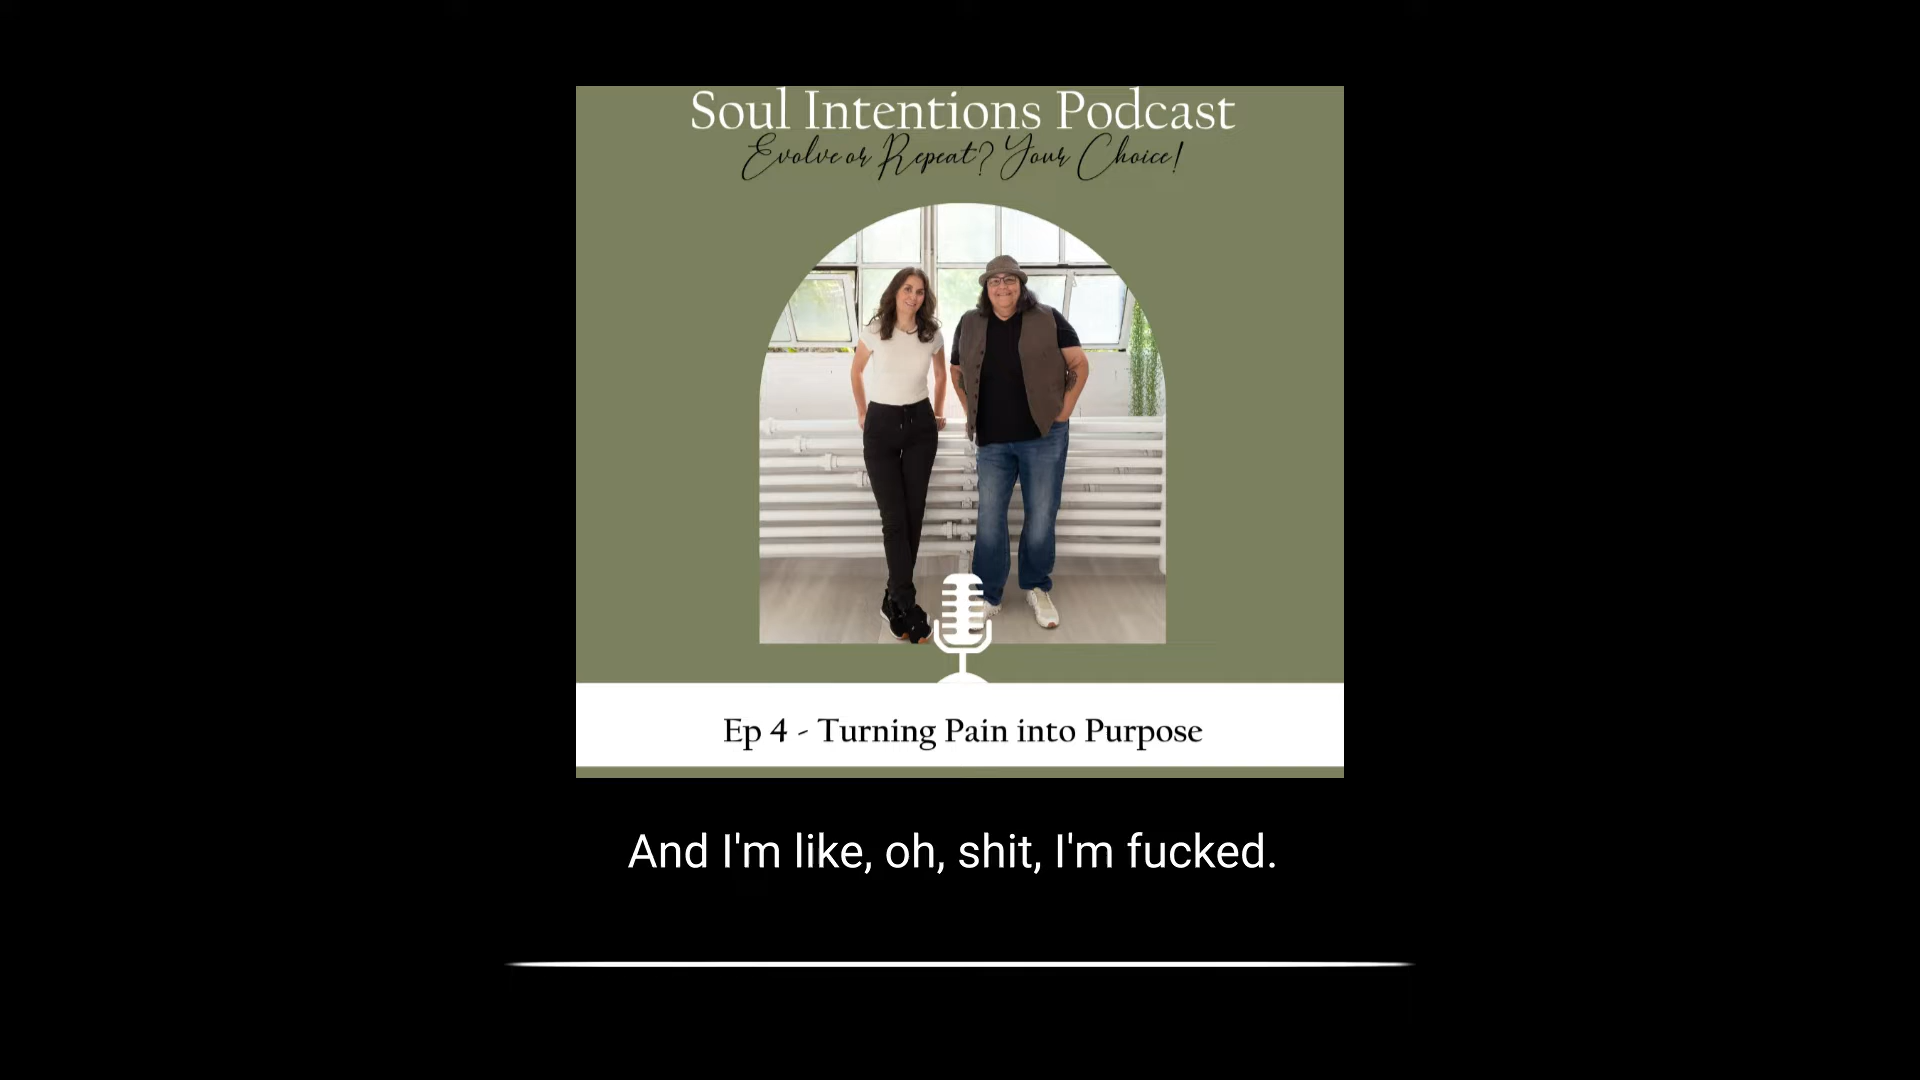 Soul Intentions Podcast
Evolve or Repeat? Your Choice!
Ep 4 - Turning Pain into Purpose
And I'm like, oh, shit, I'm fucked.